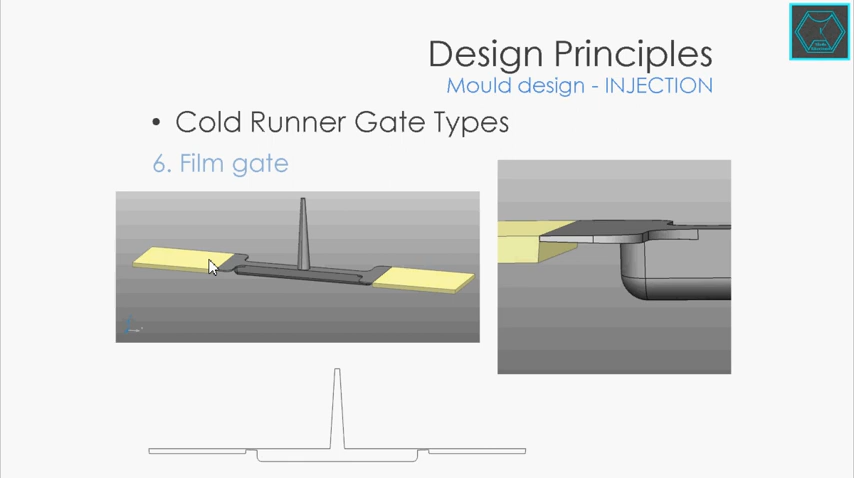 Design Principles
Mould design - INJECTION
• Cold Runner Gate Types
6. Film gate